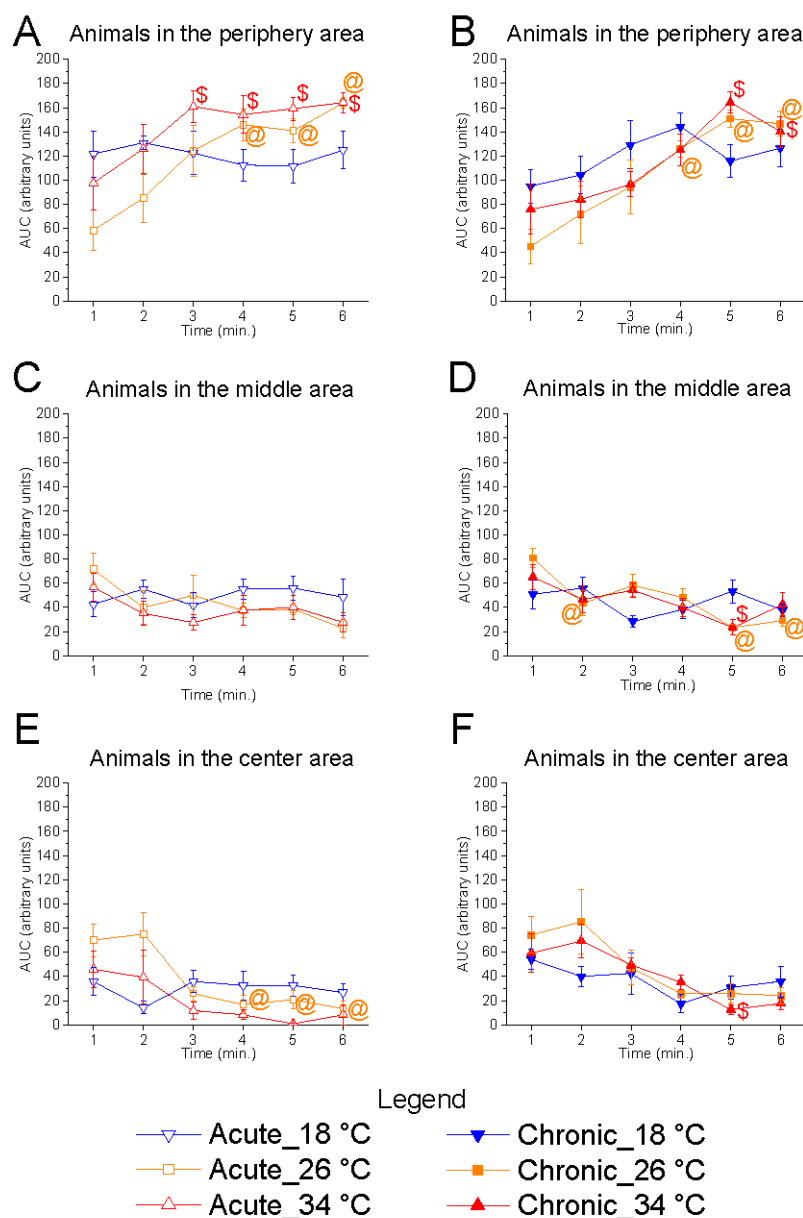 A Animals in the periphery area
B Animals in the periphery area
200
180
160
140
120
100
80
60
40
20
0
AUC (arbitrary units)
$ $ $ $
@ @ @
1 2 3 4 5 6
Time (min.)
200
180
160
140
120
100
80
60
40
20
0
AUC (arbitrary units)
$ $
@ @ @
1 2 3 4 5 6
Time (min.)
C Animals in the middle area
D Animals in the middle area
200
180
160
140
120
100
80
60
40
20
0
AUC (arbitrary units)
1 2 3 4 5 6
Time (min.)
200
180
160
140
120
100
80
60
40
20
0
AUC (arbitrary units)
@ $ @ @
1 2 3 4 5 6
Time (min.)
E Animals in the center area
F Animals in the center area
200
180
160
140
120
100
80
60
40
20
0
AUC (arbitrary units)
@ @ @
1 2 3 4 5 6
Time (min.)
200
180
160
140
120
100
80
60
40
20
0
AUC (arbitrary units)
$
1 2 3 4 5 6
Time (min.)
Legend
Acute_18 °C
Chronic_18 °C
Acute_26 °C
Chronic_26 °C
Acute_34 °C
Chronic_34 °C